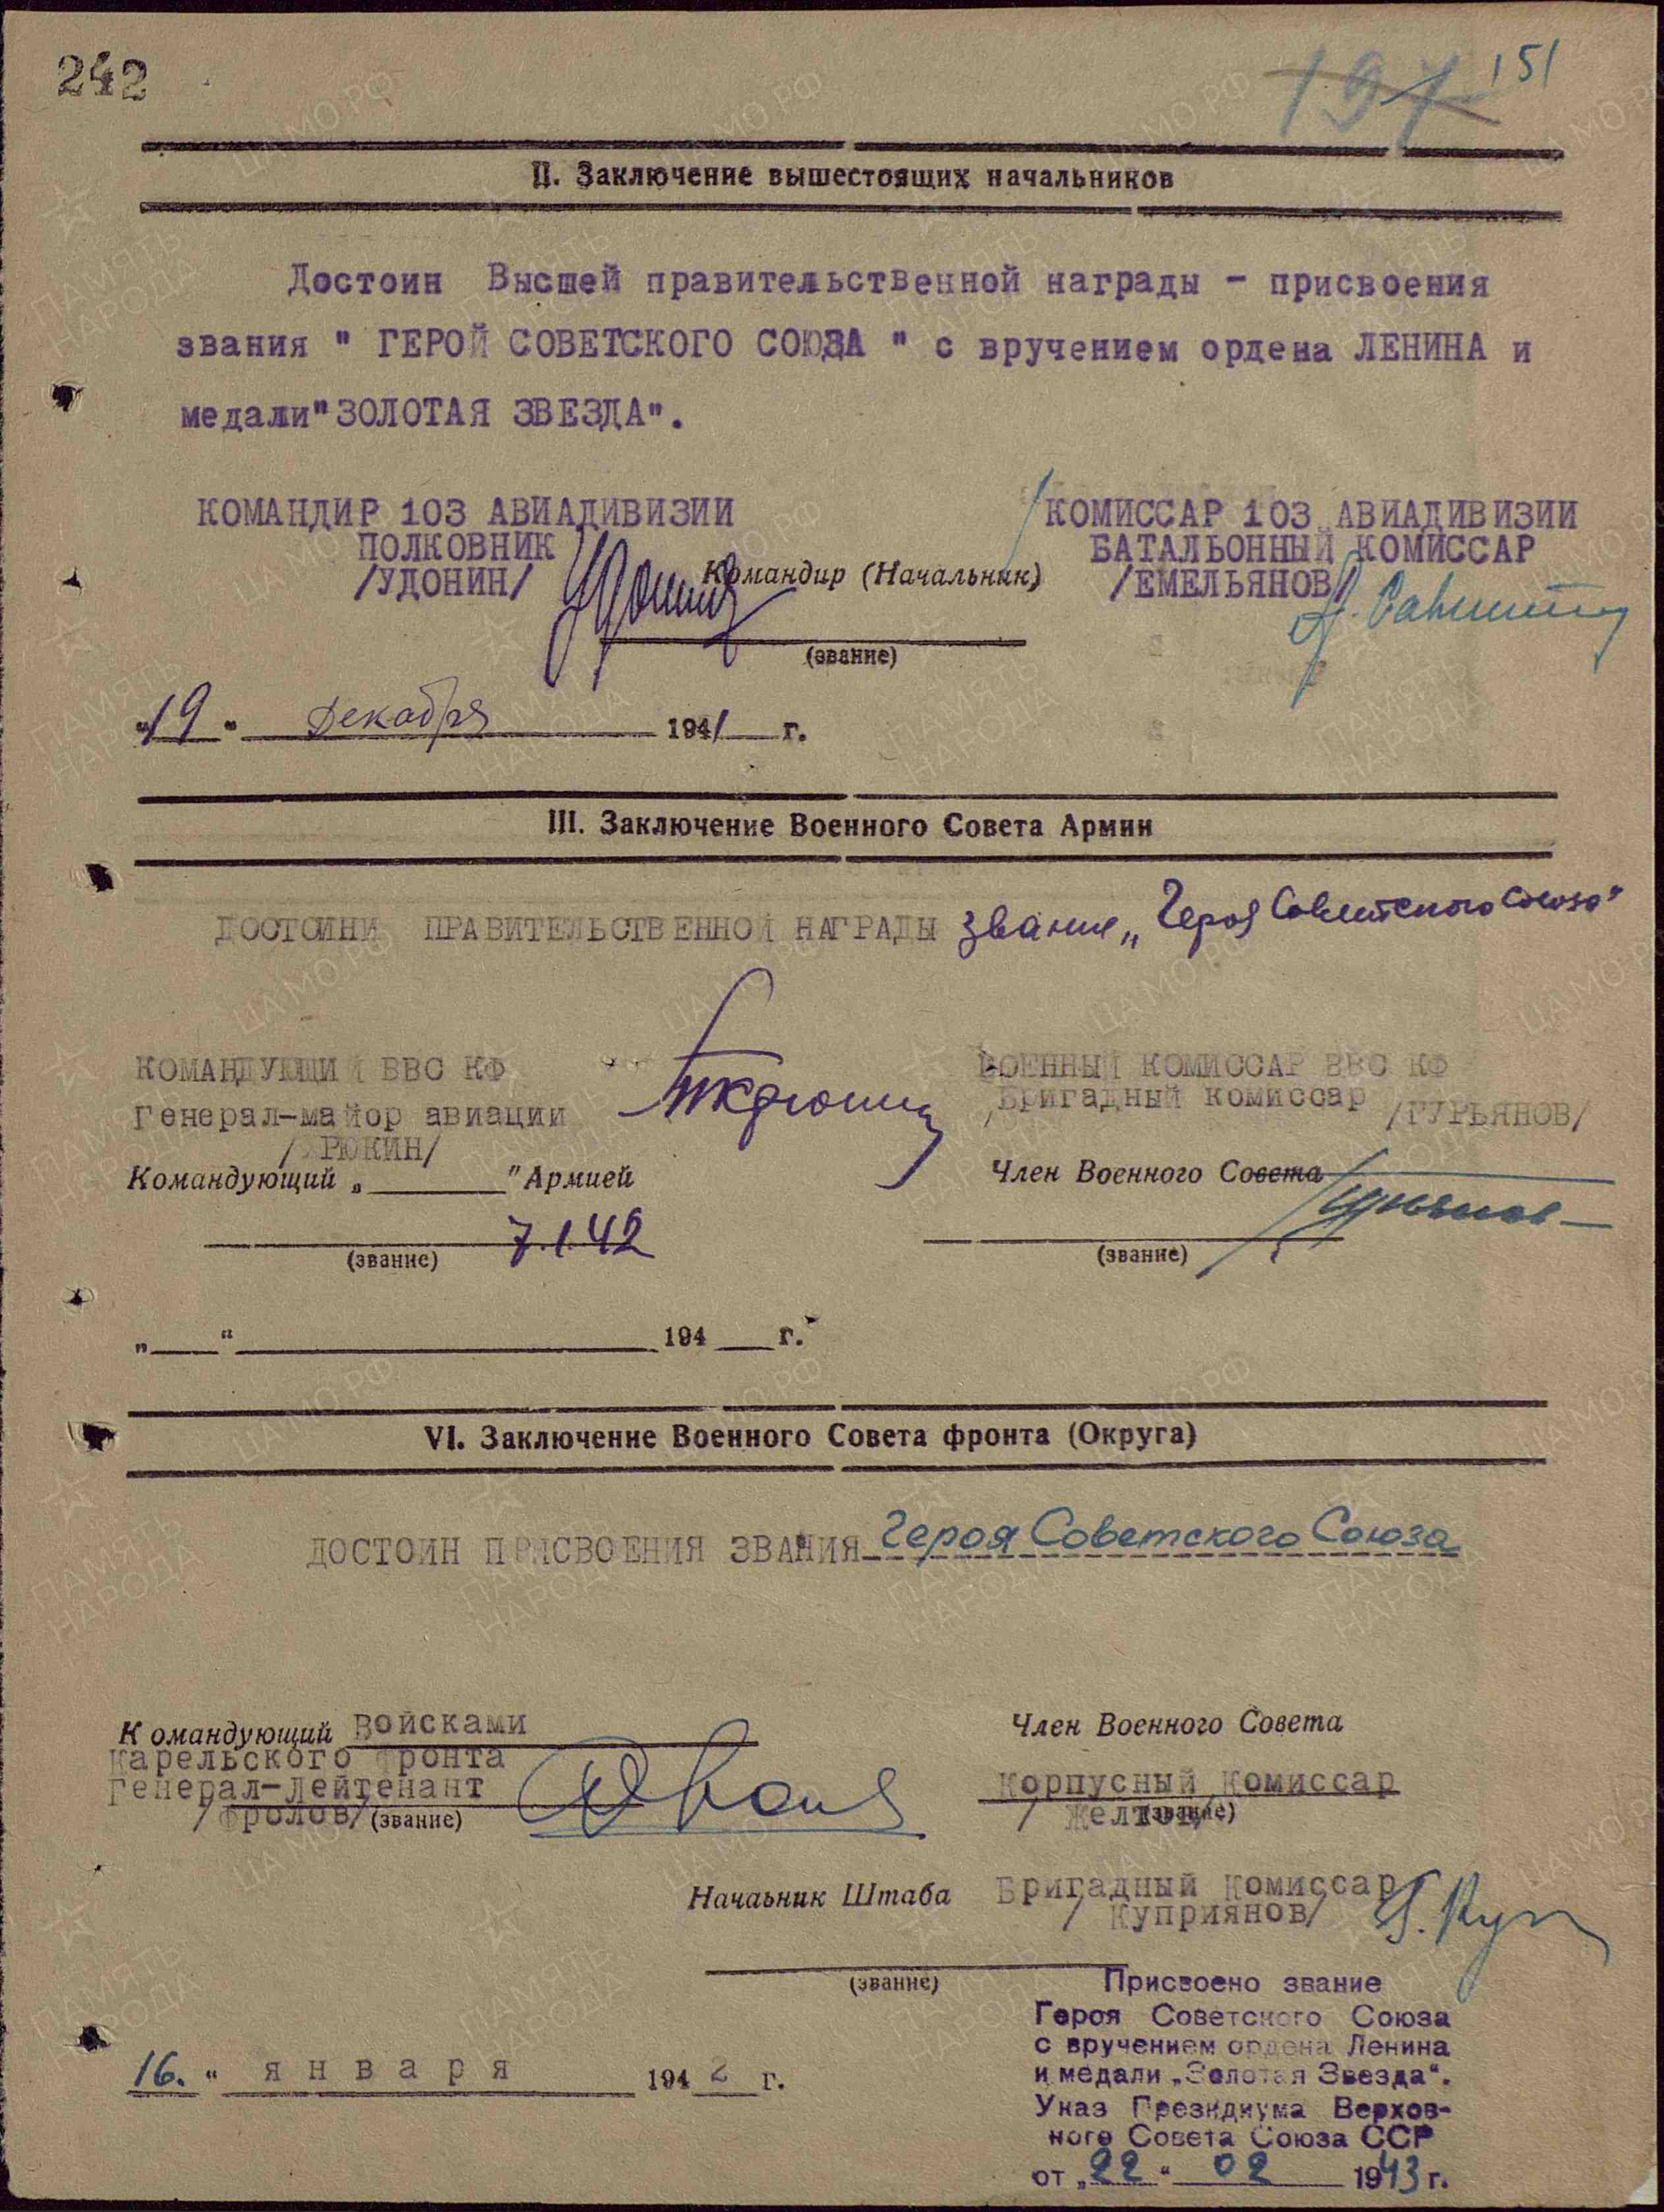 242
197 151
II. Заключение вышестоящих начальников
Достоин Высшей правительственной награды - присвоения
звания " ГЕРОЙ СОВЕТСКОГО СОЮЗА " с вручением ордена ЛЕНИНА и
медали"ЗОЛОТАЯ ЗВЕЗДА".
КОМАНДИР 103 АВИАДИВИЗИИ
ПОЛКОВНИК
/УДОНИН/
Командир (Начальник)
(звание)
КОМИССАР 103 АВИАДИВИЗИИ
БАТАЛЬОННЫЙ КОМИССАР
/ЕМЕЛЬЯНОВ/
"19" декабря 1941 г.
III. Заключение Военного Совета Армии
ДОСТОИН ПРАВИТЕЛЬСТВЕННОЙ НАГРАДЫ звания „Героя Советского Союза"
КОМАНДУЮЩИЙ ВВС КФ
Генерал-майор авиации
/ХРЮКИН/
Командующий „ " Армией
(звание)
7.1.42
ВОЕННЫЙ КОМИССАР ВВС КФ
Бригадный комиссар /ГУРЬЯНОВ/
Член Военного Совета
(звание)
„ “ 194 г.
VI. Заключение Военного Совета фронта (Округа)
ДОСТОИН ПРИСВОЕНИЯ ЗВАНИЯ Героя Советского Союза
Командующий Войсками
Карельского фронта
Генерал-Лейтенант
/Фролов/ (звание)
Член Военного Совета
Корпусный Комиссар
/Желтов/ (звание)
Начаьник Штаба
Бригадный Комиссар
/ Куприянов/
(звание)
16. “ января 1942 г.
Присвоено звание
Героя Советского Союза
с вручением ордена Ленина
и медали „Золотая Звезда“.
Указ Президиума Верхов-
ного Совета Союза ССР
от „22“ 02 1943 г.